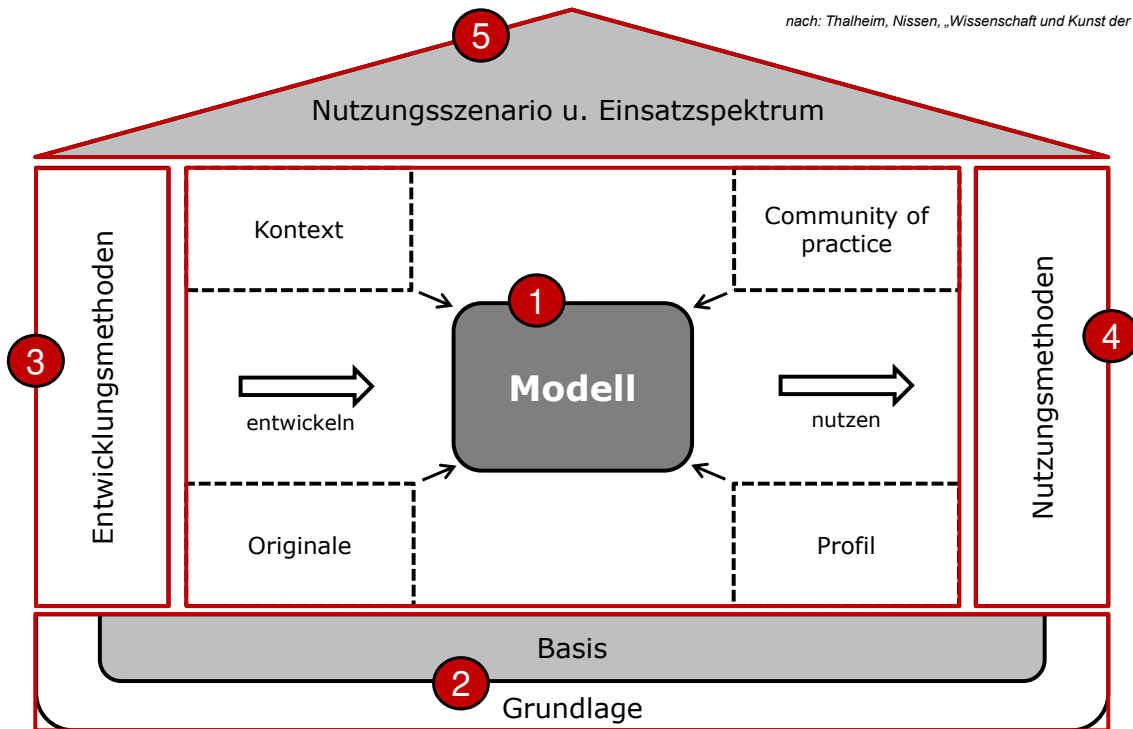 nach: Thalheim, Nissen, „Wissenschaft und Kunst der
5
Nutzungsszenario u. Einsatzspektrum
Kontext
Community of
practice
1
3
Entwicklungsmethoden
Modell
entwickeln
nutzen
4
Nutzungsmethoden
Originale
Profil
Basis
2
Grundlage